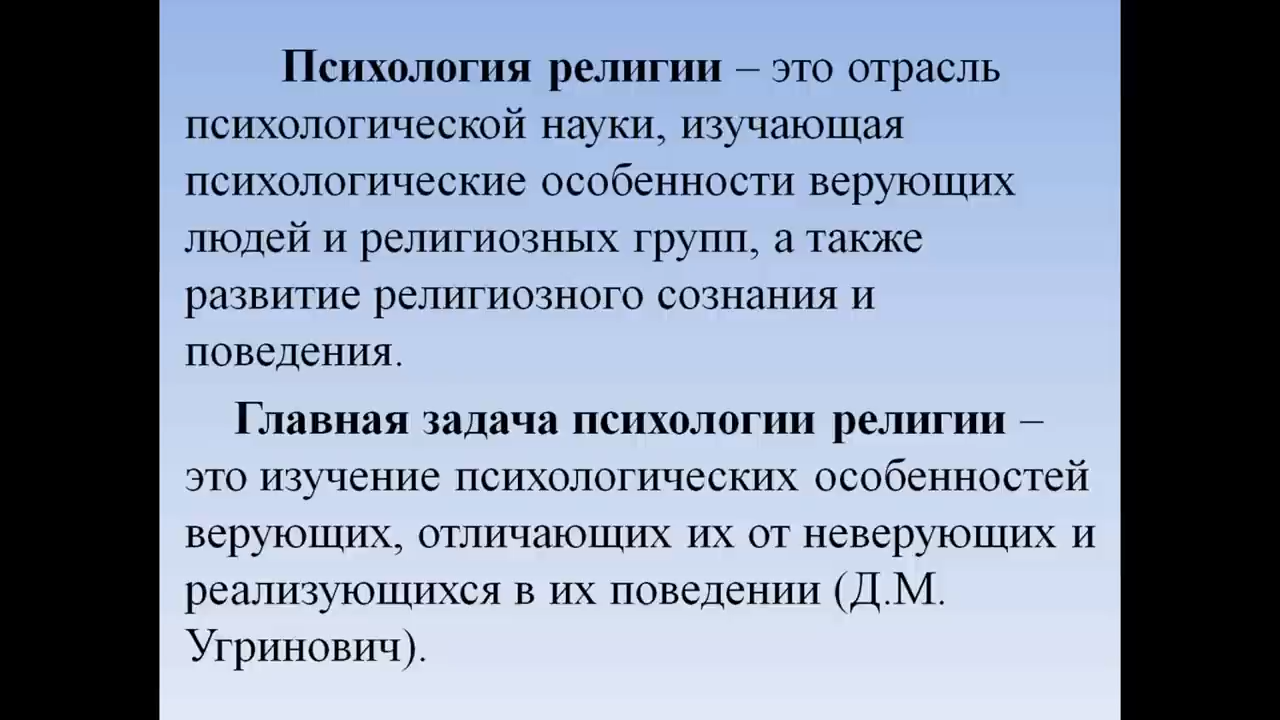 Психология религии – это отрасль
психологической науки, изучающая
психологические особенности верующих
людей и религиозных групп, а также
развитие религиозного сознания и
поведения.
Главная задача психологии религии –
это изучение психологических особенностей
верующих, отличающих их от неверующих и
реализующихся в их поведении (Д.М.
Угринович).